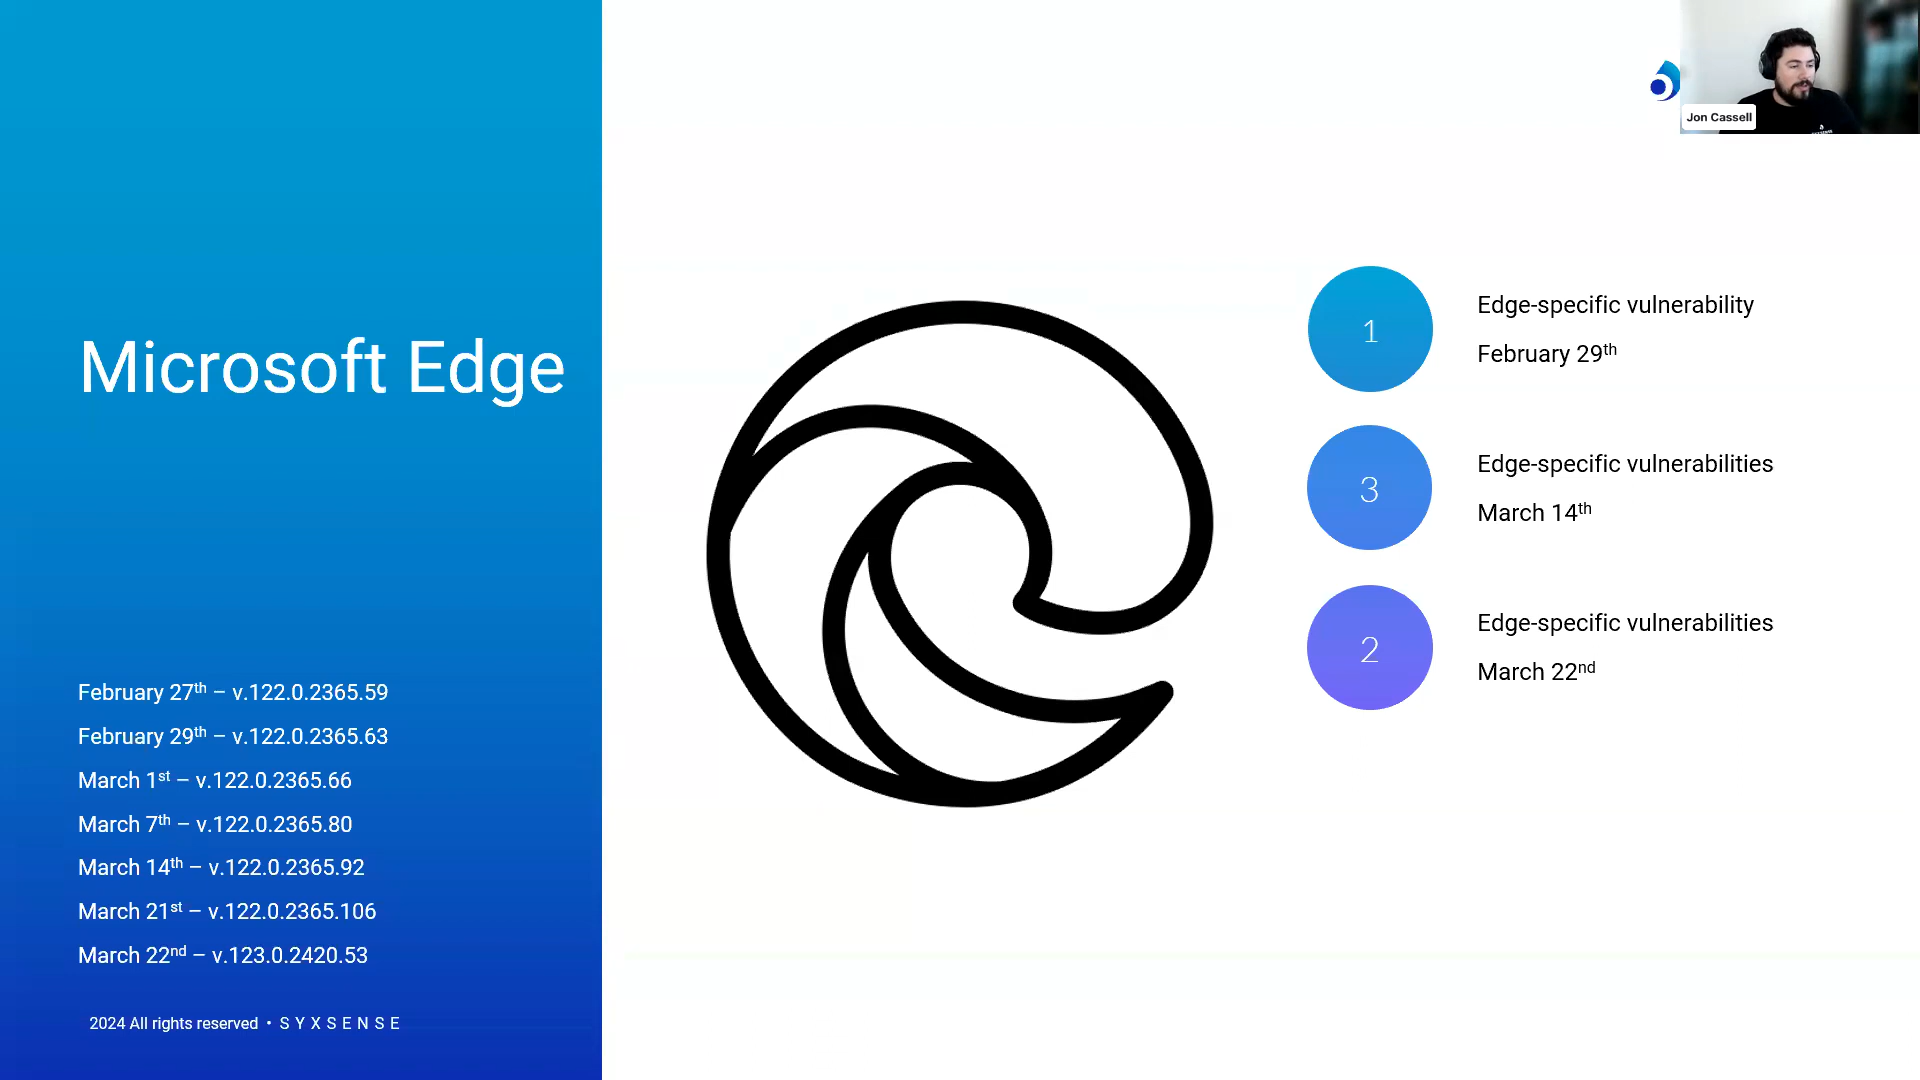 Microsoft Edge
February 27th – v.122.0.2365.59
February 29th – v.122.0.2365.63
March 1st – v.122.0.2365.66
March 7th – v.122.0.2365.80
March 14th – v.122.0.2365.92
March 21st – v.122.0.2365.106
March 22nd – v.123.0.2420.53
2024 All rights reserved • SYXSENSE
1
Edge-specific vulnerability
February 29th
3
Edge-specific vulnerabilities
March 14th
2
Edge-specific vulnerabilities
March 22nd
Jon Cassell